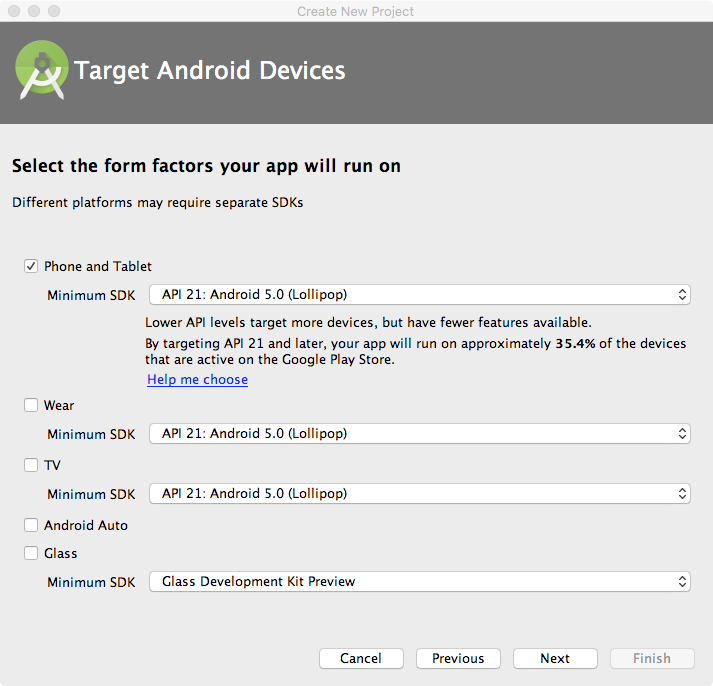 Create New Project
Target Android Devices
Select the form factors your app will run on
Different platforms may require separate SDKs
Phone and Tablet
Minimum SDK API 21: Android 5.0 (Lollipop)
Lower API levels target more devices, but have fewer features available.
By targeting API 21 and later, your app will run on approximately 35.4% of the devices
that are active on the Google Play Store.
Help me choose
Wear
Minimum SDK API 21: Android 5.0 (Lollipop)
TV
Minimum SDK API 21: Android 5.0 (Lollipop)
Android Auto
Glass
Minimum SDK Glass Development Kit Preview
Cancel Previous Next Finish